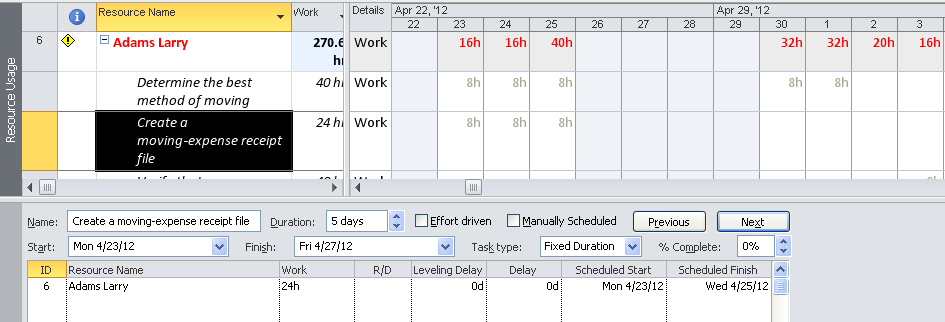 Resource Name Work Details Apr 22, '12 Apr 29, '12
22 23 24 25 26 27 28 29 30 1 2 3
6 Adams Larry 270.6 hr Work 16h 16h 40h 32h 32h 20h 16h
Determine the best method of moving 40 hr Work 8h 8h 8h 8h 8h
Create a moving-expense receipt file 24 hr Work 8h 8h 8h
Resource Usage
Name: Create a moving-expense receipt file Duration: 5 days Effort driven Manually Scheduled Previous Next
Start: Mon 4/23/12 Finish: Fri 4/27/12 Task type: Fixed Duration % Complete: 0%
ID Resource Name Work R/D Leveling Delay Delay Scheduled Start Scheduled Finish
6 Adams Larry 24h 0d 0d Mon 4/23/12 Wed 4/25/12